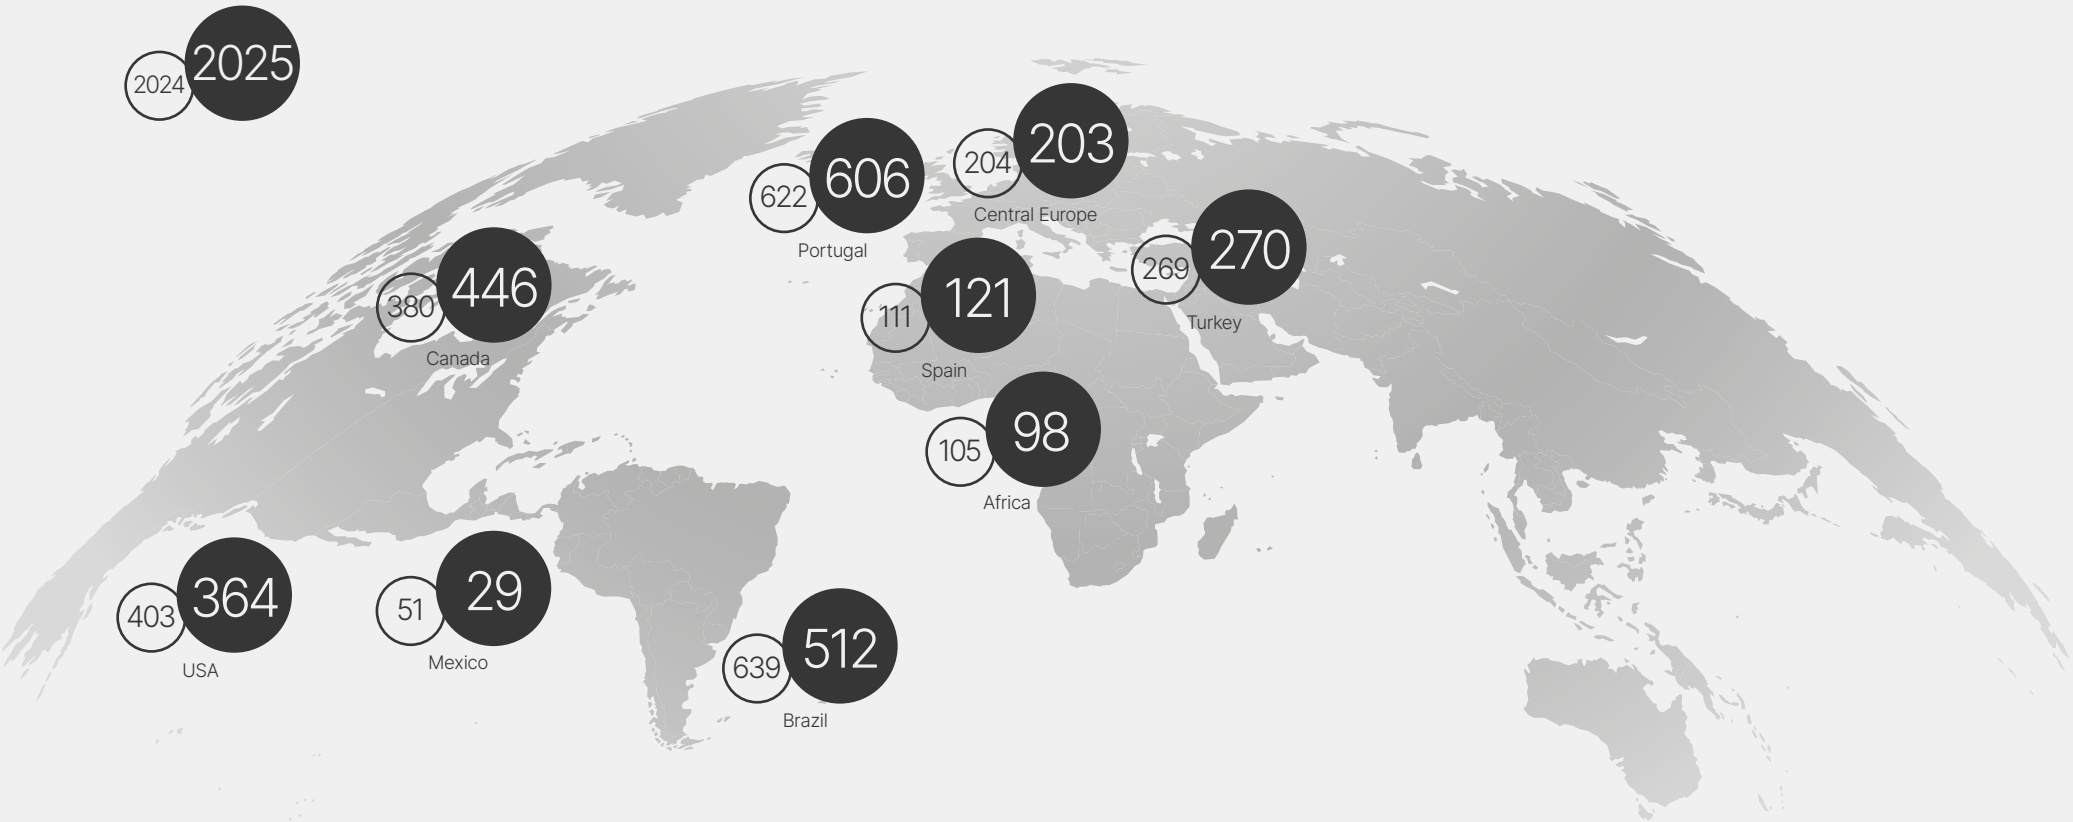 2024 2025
204 203
Central Europe
622 606
Portugal
269 270
Turkey
380 446
Canada
111 121
Spain
105 98
Africa
403 364
USA
51 29
Mexico
639 512
Brazil